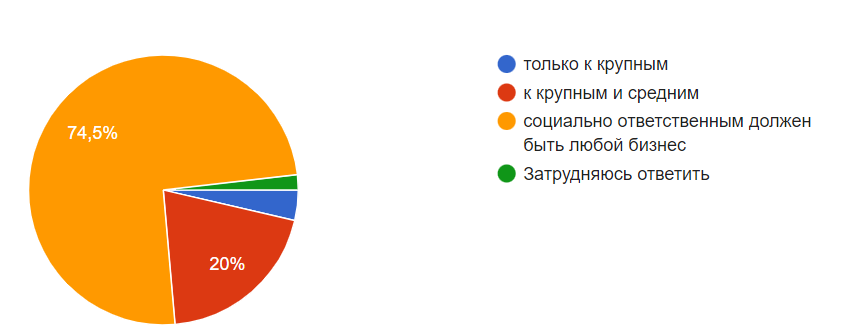 только к крупным
к крупным и средним
социально ответственным должен
быть любой бизнес
Затрудняюсь ответить
74,5%
20%